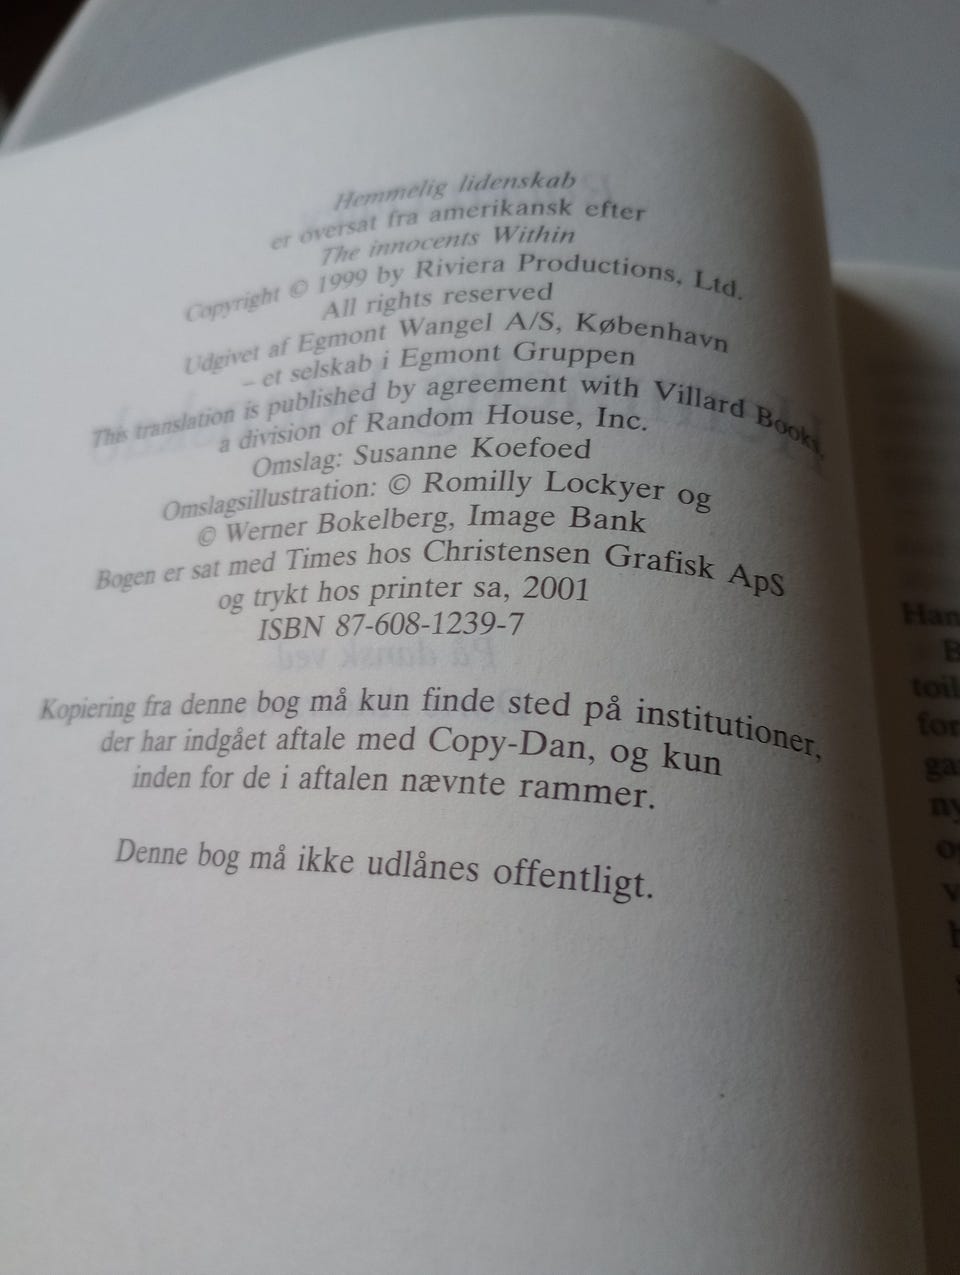 Hemmelig lidenskab
er oversat fra amerikansk efter
The innocents Within
Copyright © 1999 by Riviera Productions, Ltd.
All rights reserved
Udgivet af Egmont Wangel A/S, København
– et selskab i Egmont Gruppen
This translation is published by agreement with Villard Books,
a division of Random House, Inc.
Omslag: Susanne Koefoed
Omslagsillustration: © Romilly Lockyer og
© Werner Bokelberg, Image Bank
Bogen er sat med Times hos Christensen Grafisk ApS
og trykt hos printer sa, 2001
ISBN 87-608-1239-7
Kopiering fra denne bog må kun finde sted på institutioner,
der har indgået aftale med Copy-Dan, og kun
inden for de i aftalen nævnte rammer.
Denne bog må ikke udlånes offentligt.